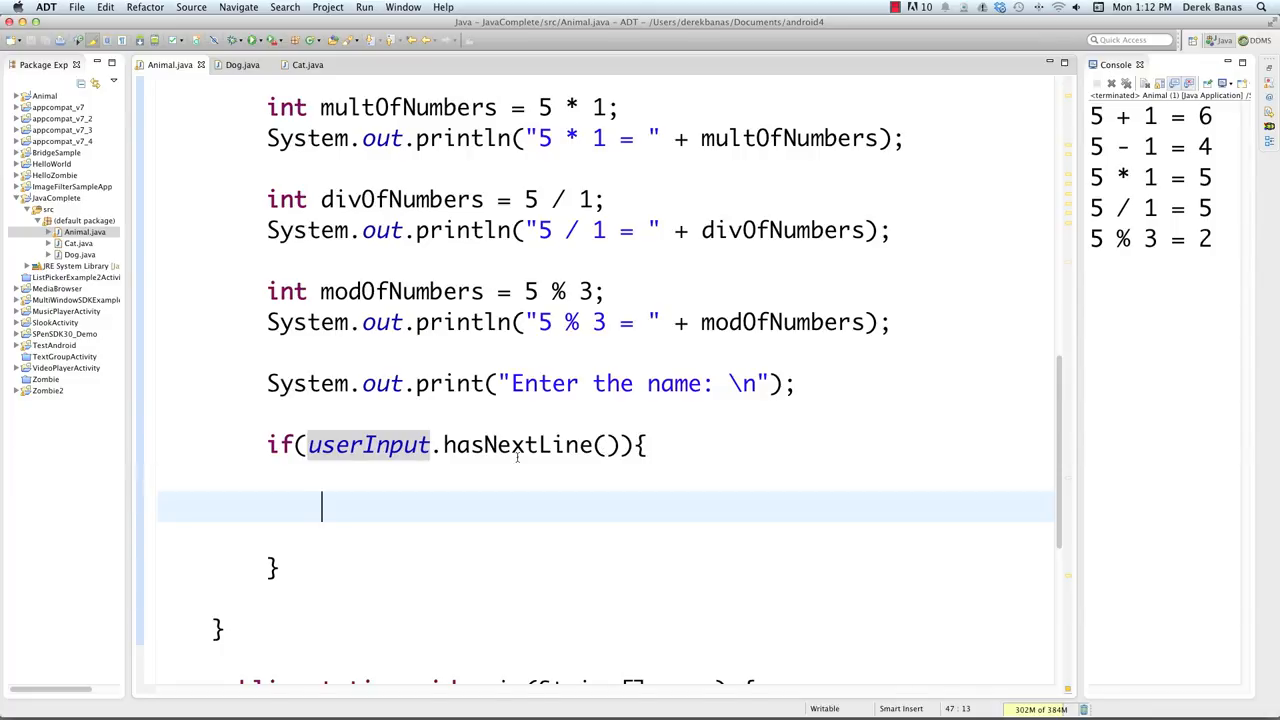 ADT File Edit Refactor Source Navigate Search Project Run Window Help 10 1:12 PM Derek Banas
Java – JavaComplete/src/Animal.java – ADT – /Users/derekbanas/Documents/android4
Quick Access Java DDMS
Package Exp
Animal.java Dog.java Cat.java
Console
<terminated> Animal (1) [Java Application] /S
Animal
appcompat_v7
appcompat_v7_2
appcompat_v7_3
appcompat_v7_4
BridgeSample
HelloWorld
HelloZombie
ImageFilterSampleApp
JavaComplete
src
(default package)
Animal.java
Cat.java
Dog.java
JRE System Library [Ja
ListPickerExample2Activi
MediaBrowser
MultiWindowSDKExample
MusicPlayerActivity
SlookActivity
SPenSDK30_Demo
TestAndroid
TextGroupActivity
VideoPlayerActivity
Zombie
Zombie2
int multOfNumbers = 5 * 1;
System.out.println("5 * 1 = " + multOfNumbers);
int divOfNumbers = 5 / 1;
System.out.println("5 / 1 = " + divOfNumbers);
int modOfNumbers = 5 % 3;
System.out.println("5 % 3 = " + modOfNumbers);
System.out.print("Enter the name: \n");
if(userInput.hasNextLine()){
}
}
5 + 1 = 6
5 - 1 = 4
5 * 1 = 5
5 / 1 = 5
5 % 3 = 2
Writable Smart Insert 47 : 13 302M of 384M